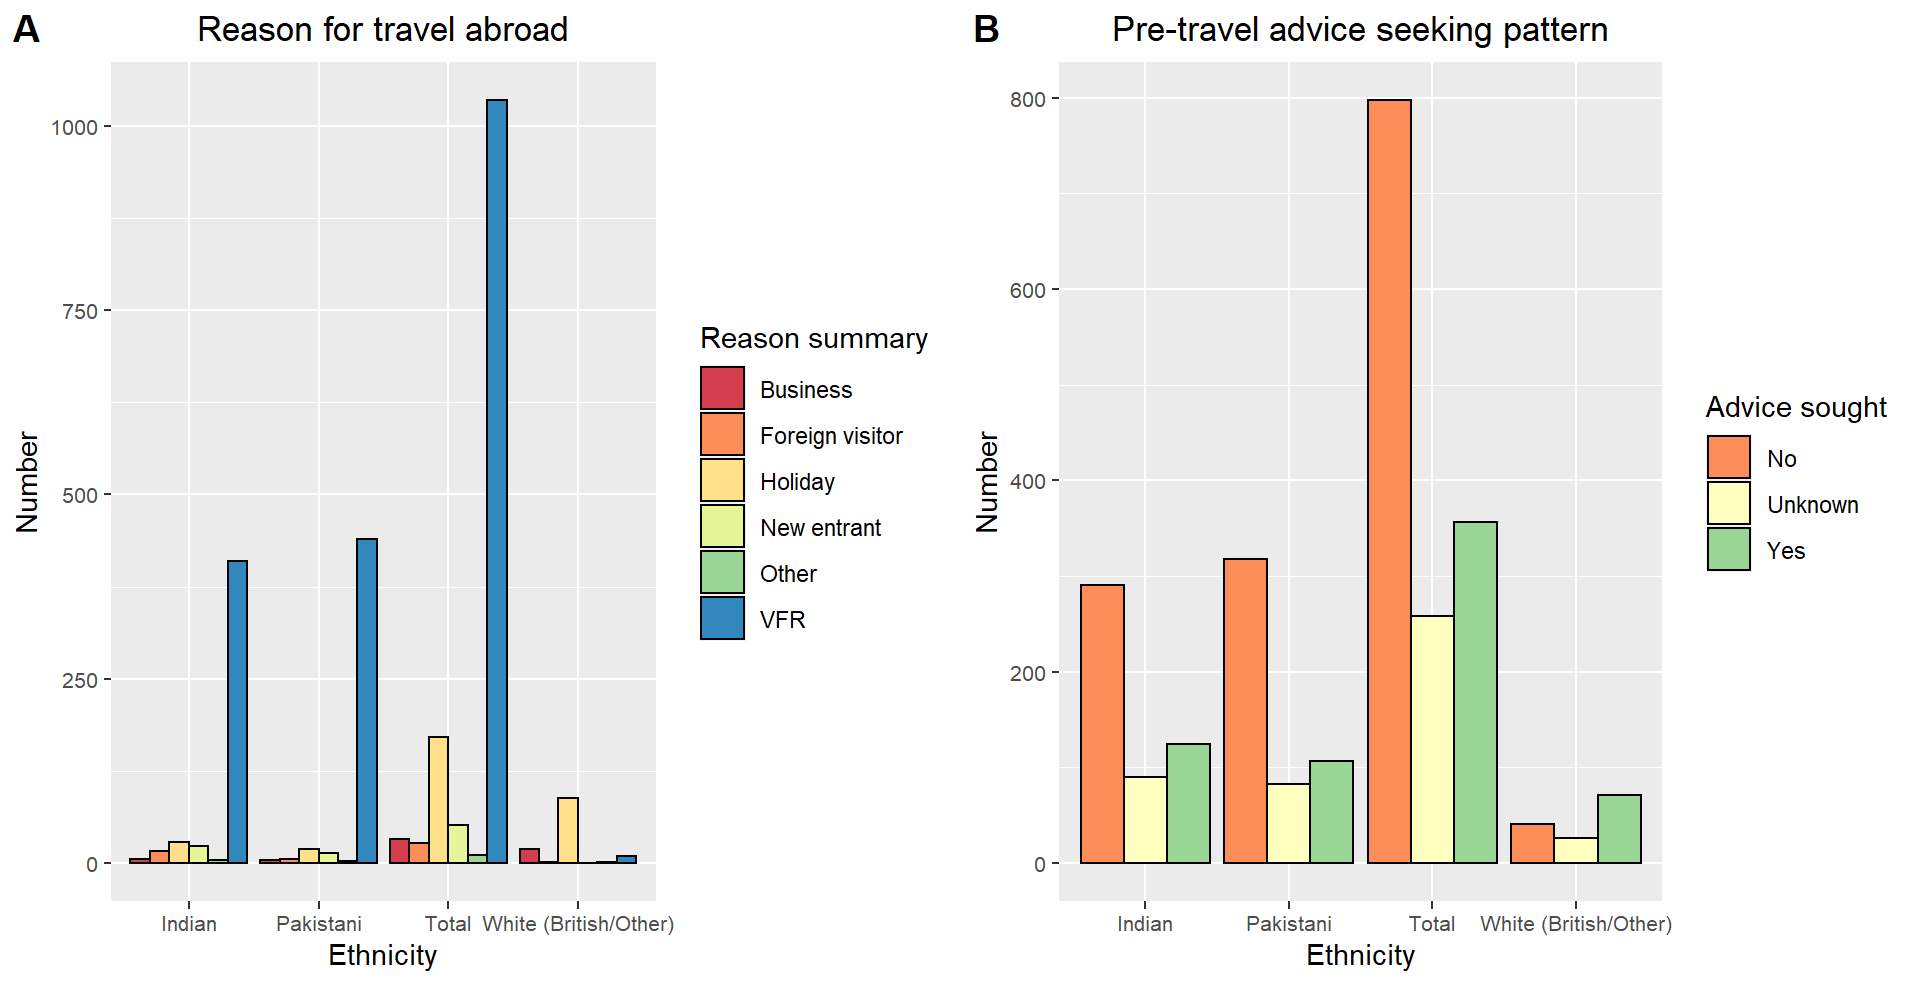 A
Reason for travel abroad
Number
1000
750
500
250
0
Indian
Pakistani
Total
White (British/Other)
Ethnicity
Reason summary
Business
Foreign visitor
Holiday
New entrant
Other
VFR
B
Pre-travel advice seeking pattern
Number
800
600
400
200
0
Indian
Pakistani
Total
White (British/Other)
Ethnicity
Advice sought
No
Unknown
Yes